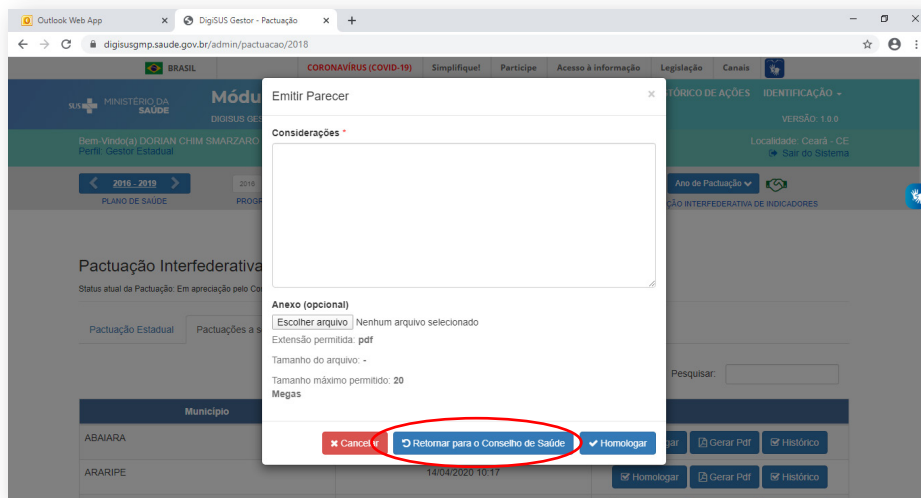 Outlook Web App
DigiSUS Gestor - Pactuação
digisusgmp.saude.gov.br/admin/pactuacao/2018
BRASIL
CORONAVÍRUS (COVID-19)
Simplifique!
Participe
Acesso à informação
Legislação
Canais
SUS
MINISTÉRIO DA
SAÚDE
Módu
DIGISUS GES
TÓRICO DE AÇÕES
IDENTIFICAÇÃO
VERSÃO: 1.0.0
Bem-Vindo(a) DORIAN CHIM SMARZARO
Perfil: Gestor Estadual
Localidade: Ceará - CE
Sair do Sistema
2016 - 2019
2016
Ano de Pactuação
PLANO DE SAÚDE
PROGR
ÇÃO INTERFEDERATIVA DE INDICADORES
Emitir Parecer
Considerações *
Anexo (opcional)
Escolher arquivo Nenhum arquivo selecionado
Extensão permitida: pdf
Tamanho do arquivo: -
Tamanho máximo permitido: 20
Megas
Cancelar
Retornar para o Conselho de Saúde
Homologar
Pactuação Interfederativa
Status atual da Pactuação: Em apreciação pelo Co
Pactuação Estadual
Pactuações a s
Pesquisar:
Município
ABAIARA
gar
Gerar Pdf
Histórico
ARARIPE
14/04/2020 10:17
Homologar
Gerar Pdf
Histórico